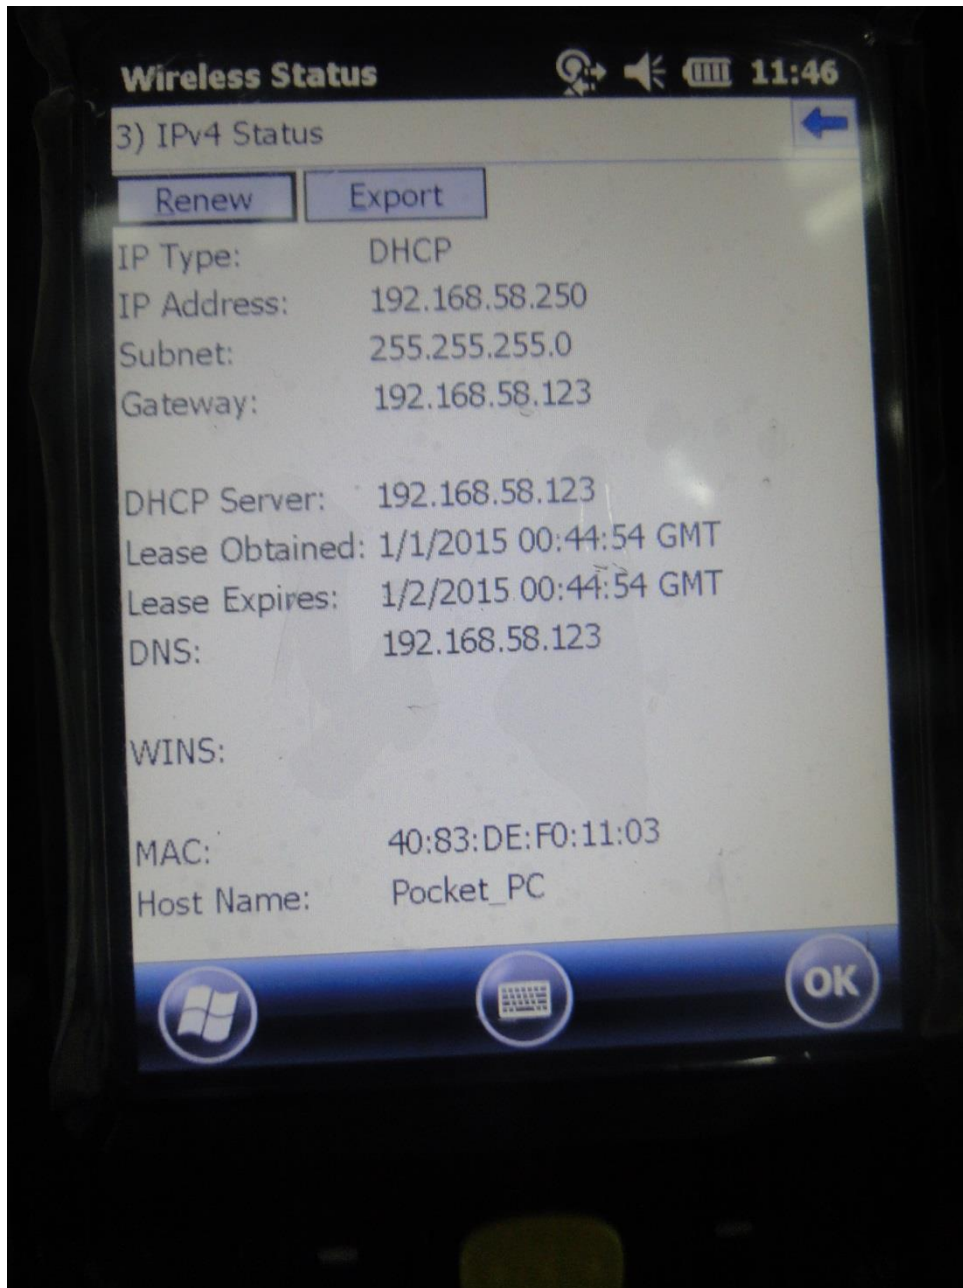 Wireless Status 11:46
3) IPv4 Status
Renew Export
IP Type: DHCP
IP Address: 192.168.58.250
Subnet: 255.255.255.0
Gateway: 192.168.58.123
DHCP Server: 192.168.58.123
Lease Obtained: 1/1/2015 00:44:54 GMT
Lease Expires: 1/2/2015 00:44:54 GMT
DNS: 192.168.58.123
WINS:
MAC: 40:83:DE:F0:11:03
Host Name: Pocket_PC
OK